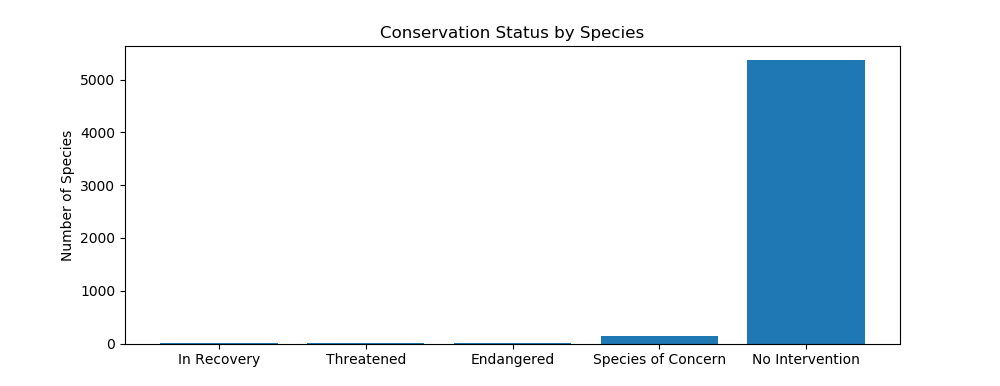 Conservation Status by Species
Number of Species
5000
4000
3000
2000
1000
0
In Recovery Threatened Endangered Species of Concern No Intervention